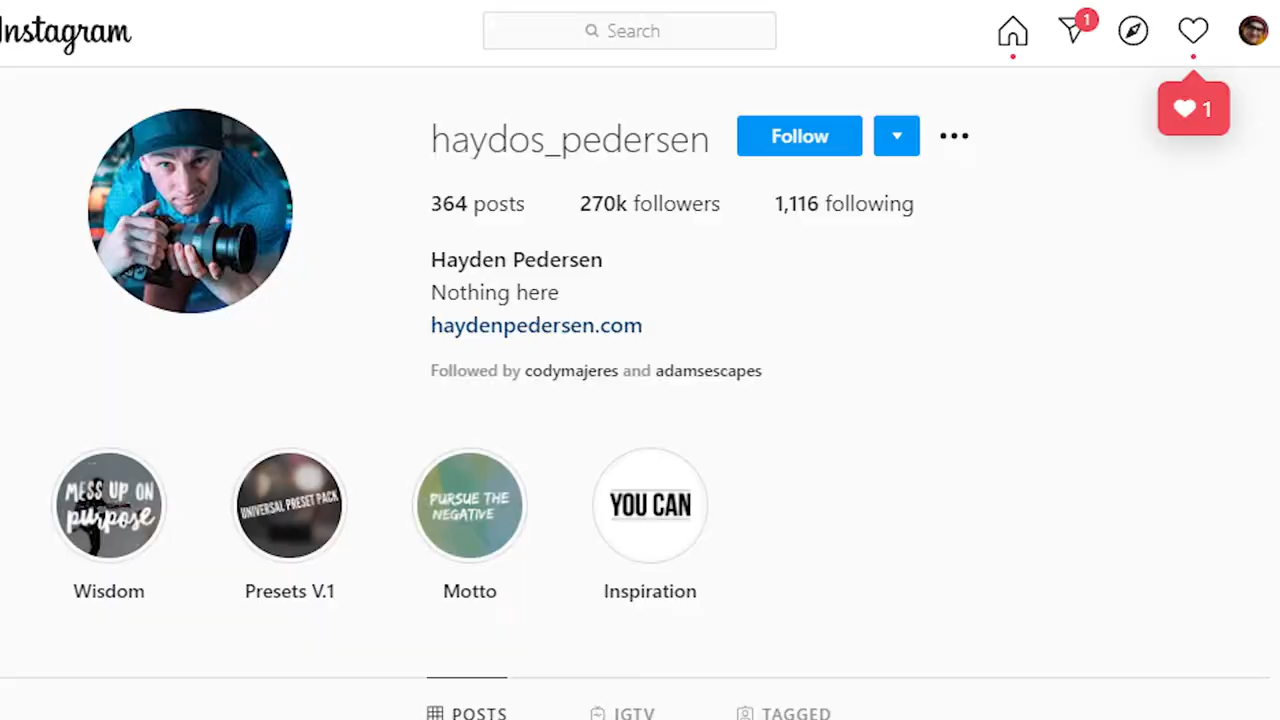 Instagram
Search
1
1
haydos_pedersen
Follow
364 posts 270k followers 1,116 following
Hayden Pedersen
Nothing here
haydenpedersen.com
Followed by codymajeres and adamsescapes
MESS UP ON
purpose
UNIVERSAL PRESET PACK
PURSUE THE
NEGATIVE
YOU CAN
Wisdom Presets V.1 Motto Inspiration
POSTS IGTV TAGGED